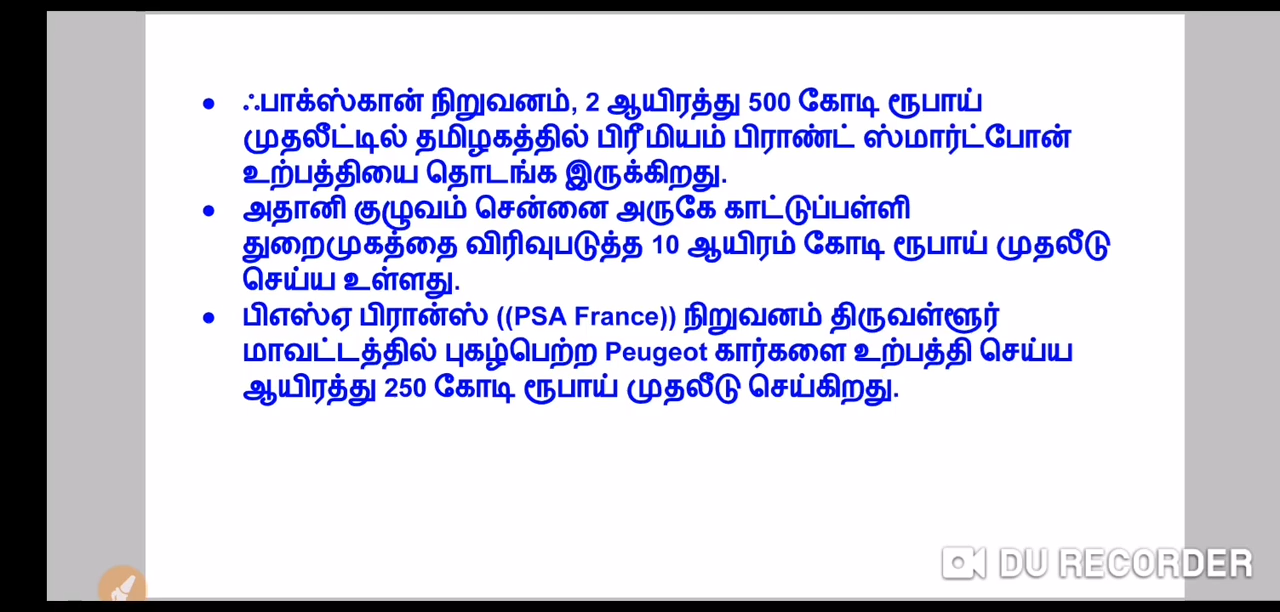 ஃபாக்ஸ்கான் நிறுவனம், 2 ஆயிரத்து 500 கோடி ரூபாய்
முதலீட்டில் தமிழகத்தில் பிரீமியம் பிராண்ட் ஸ்மார்ட்போன்
உற்பத்தியை தொடங்க இருக்கிறது.
அதானி குழுவம் சென்னை அருகே காட்டுப்பள்ளி
துறைமுகத்தை விரிவுபடுத்த 10 ஆயிரம் கோடி ரூபாய் முதலீடு
செய்ய உள்ளது.
பிஎஸ்ஏ பிரான்ஸ் ((PSA France)) நிறுவனம் திருவள்ளூர்
மாவட்டத்தில் புகழ்பெற்ற Peugeot கார்களை உற்பத்தி செய்ய
ஆயிரத்து 250 கோடி ரூபாய் முதலீடு செய்கிறது.
DU RECORDER